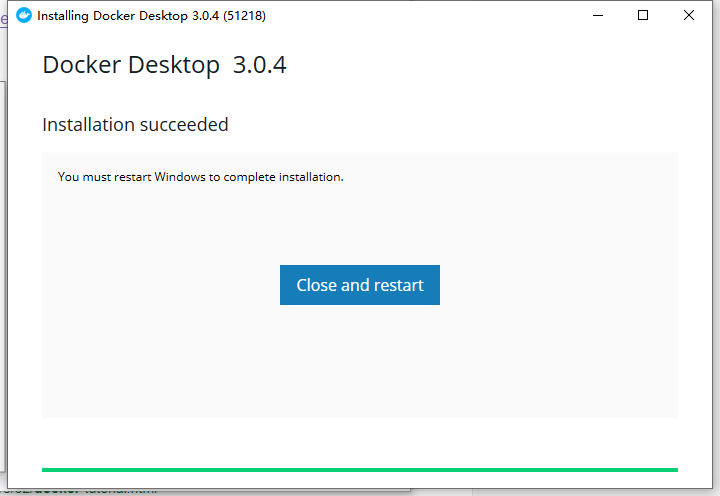 Installing Docker Desktop 3.0.4 (51218)
Docker Desktop 3.0.4
Installation succeeded
You must restart Windows to complete installation.
Close and restart